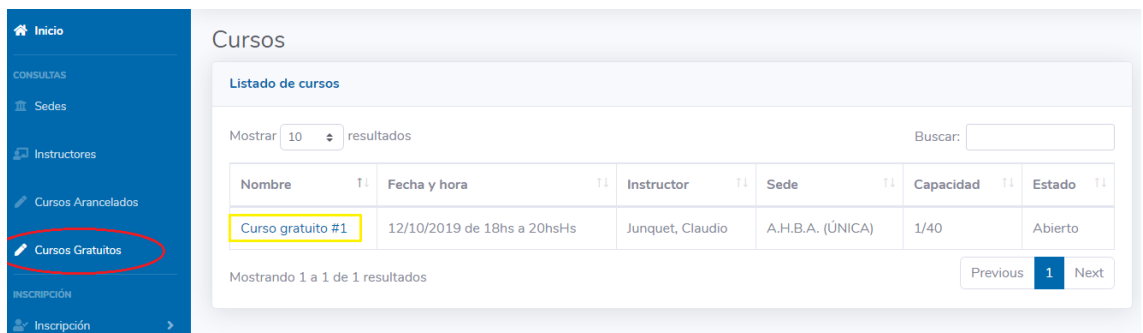 Inicio
CONSULTAS
Sedes
Instructores
Cursos Arancelados
Cursos Gratuitos
INSCRIPCIÓN
Inscripción
Cursos
Listado de cursos
Mostrar 10 resultados Buscar:
Nombre Fecha y hora Instructor Sede Capacidad Estado
Curso gratuito #1 12/10/2019 de 18hs a 20hsHs Junquet, Claudio A.H.B.A. (ÚNICA) 1/40 Abierto
Mostrando 1 a 1 de 1 resultados Previous 1 Next